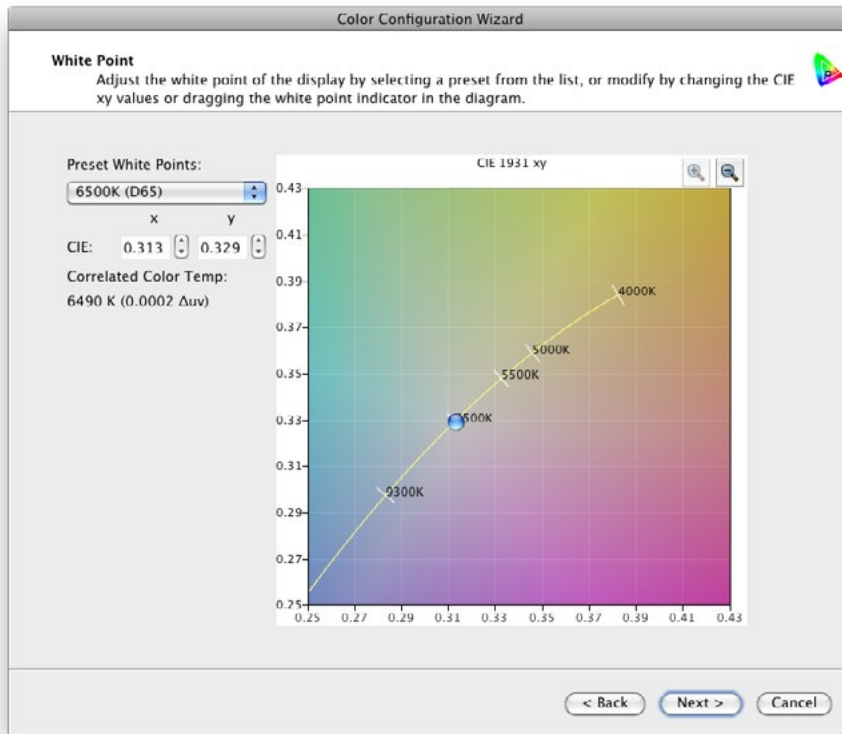 Color Configuration Wizard
White Point
Adjust the white point of the display by selecting a preset from the list, or modify by changing the CIE
xy values or dragging the white point indicator in the diagram.
Preset White Points:
6500K (D65)
x y
CIE: 0.313 0.329
Correlated Color Temp:
6490 K (0.0002 Δuv)
CIE 1931 xy
0.43
0.41
0.39
0.37
0.35
0.33
0.31
0.29
0.27
0.25
4000K
5000K
5500K
500K
9300K
0.25 0.27 0.29 0.31 0.33 0.35 0.37 0.39 0.41 0.43
< Back Next > Cancel